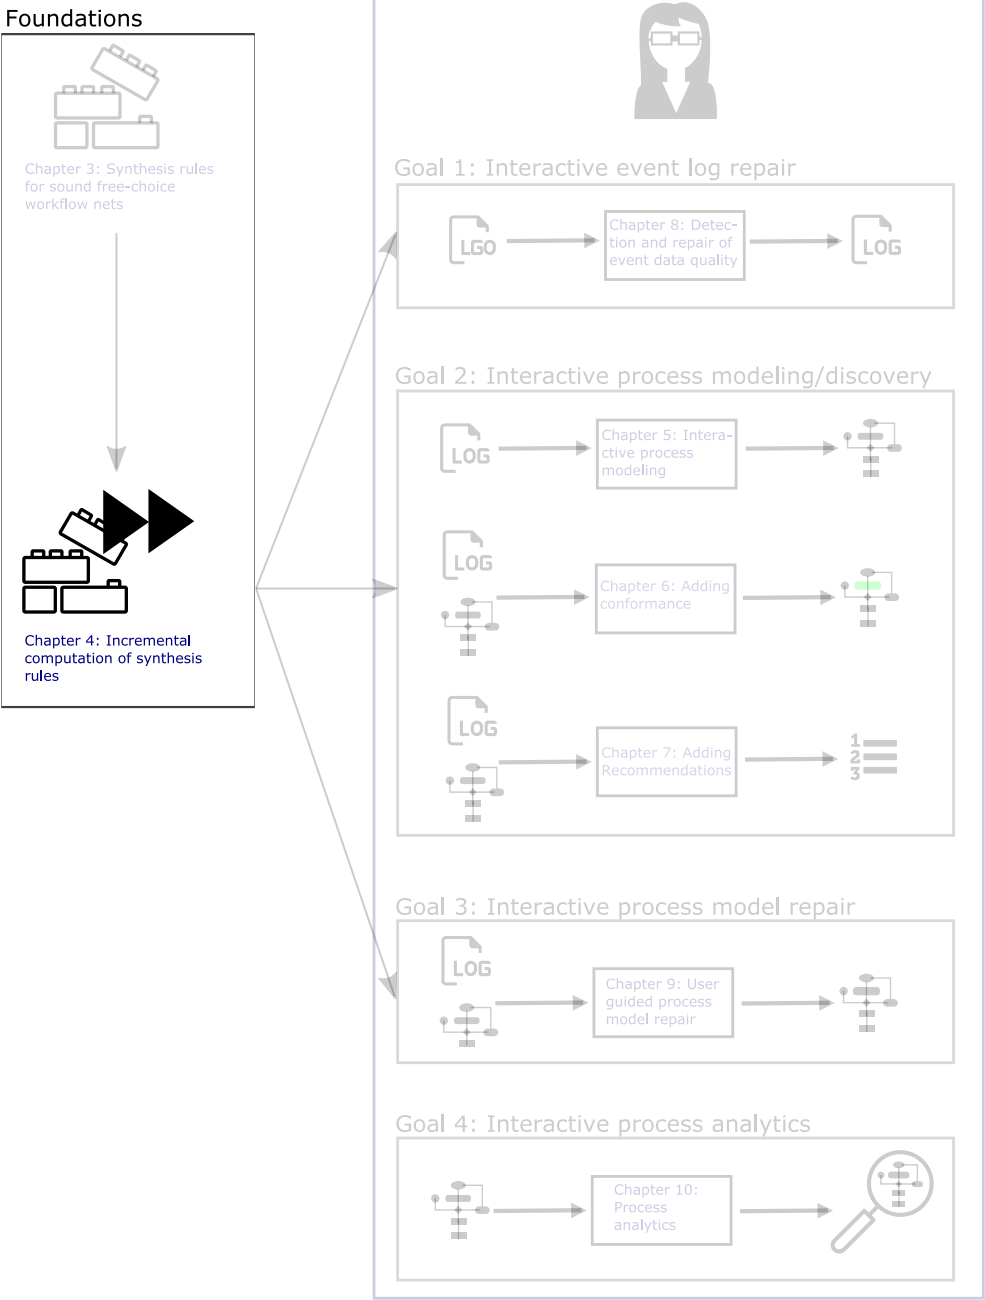 Foundations
Chapter 3: Synthesis rules
for sound free-choice
workflow nets
Chapter 4: Incremental
computation of synthesis
rules
Goal 1: Interactive event log repair
LGO
Chapter 8: Detec-
tion and repair of
event data quality
LOG
Goal 2: Interactive process modeling/discovery
LOG
Chapter 5: Intera-
ctive process
modeling
LOG
Chapter 6: Adding
conformance
LOG
Chapter 7: Adding
Recommendations
1
2
3
Goal 3: Interactive process model repair
LOG
Chapter 9: User
guided process
model repair
Goal 4: Interactive process analytics
Chapter 10:
Process
analytics